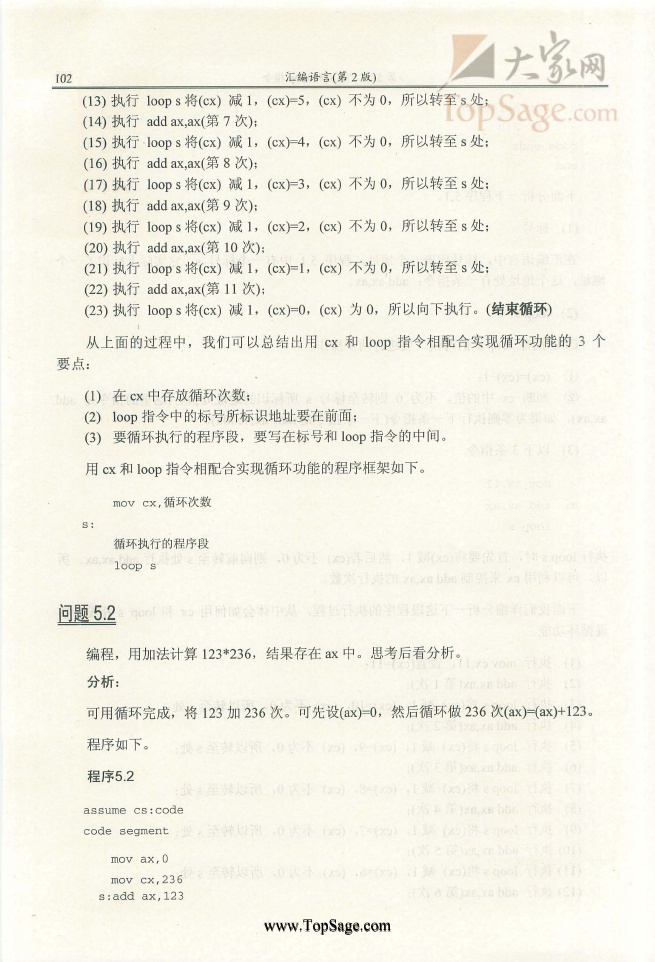 大家网
TopSage.com
102
汇编语言(第 2 版)
(13) 执行 loop s 将(cx) 减 1，(cx)=5，(cx) 不为 0，所以转至 s 处；
(14) 执行 add ax,ax(第 7 次)；
(15) 执行 loop s 将(cx) 减 1，(cx)=4，(cx) 不为 0，所以转至 s 处；
(16) 执行 add ax,ax(第 8 次)；
(17) 执行 loop s 将(cx) 减 1，(cx)=3，(cx) 不为 0，所以转至 s 处；
(18) 执行 add ax,ax(第 9 次)；
(19) 执行 loop s 将(cx) 减 1，(cx)=2，(cx) 不为 0，所以转至 s 处；
(20) 执行 add ax,ax(第 10 次)；
(21) 执行 loop s 将(cx) 减 1，(cx)=1，(cx) 不为 0，所以转至 s 处；
(22) 执行 add ax,ax(第 11 次)；
(23) 执行 loop s 将(cx) 减 1，(cx)=0，(cx) 为 0，所以向下执行。(结束循环)
从上面的过程中，我们可以总结出用 cx 和 loop 指令相配合实现循环功能的 3 个
要点：
(1) 在 cx 中存放循环次数；
(2) loop 指令中的标号所标识地址要在前面；
(3) 要循环执行的程序段，要写在标号和 loop 指令的中间。
用 cx 和 loop 指令相配合实现循环功能的程序框架如下。
mov cx,循环次数
s:
循环执行的程序段
loop s
问题 5.2
编程，用加法计算 123*236，结果存在 ax 中。思考后看分析。
分析：
可用循环完成，将 123 加 236 次。可先设(ax)=0，然后循环做 236 次(ax)=(ax)+123。
程序如下。
程序5.2
assume cs:code
code segment
mov ax,0
mov cx,236
s:add ax,123
www.TopSage.com